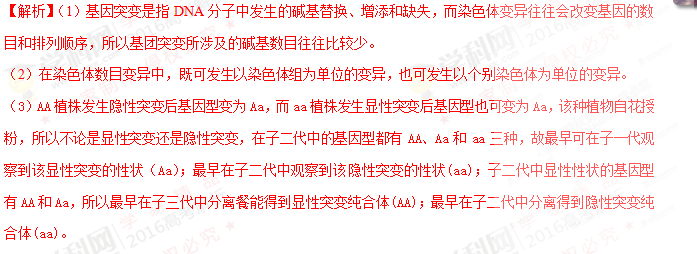 【解析】（1）基因突变是指 DNA 分子中发生的碱基替换、增添和缺失，而染色体变异往往会改变基因的数
目和排列顺序，所以基团突变所涉及的碱基数目往往比较少。
（2）在染色体数目变异中，既可发生以染色体组为单位的变异，也可发生以个别染色体为单位的变异。
（3）AA 植株发生隐性突变后基因型变为 Aa，而 aa 植株发生显性突变后基因型也可变为 Aa，该种植物自花授
粉，所以不论是显性突变还是隐性突变，在子二代中的基因型都有 AA、Aa 和 aa 三种，故最早可在子一代观
察到该显性突变的性状（Aa）；最早在子二代中观察到该隐性突变的性状(aa)；子二代中显性性状的基因型
有 AA 和 Aa，所以最早在子三代中分离餐能得到显性突变纯合体(AA)；最早在子二代中分离得到隐性突变纯
合体(aa)。